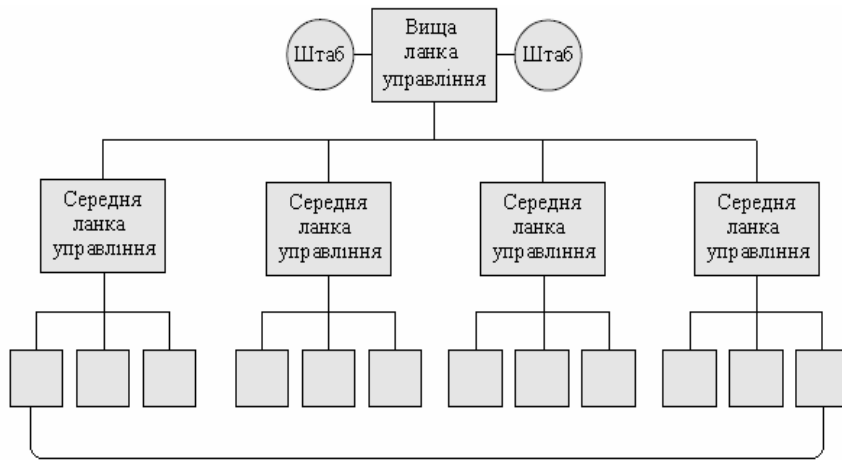 Штаб
Вища
ланка
управління
Штаб
Середня
ланка
управління
Середня
ланка
управління
Середня
ланка
управління
Середня
ланка
управління